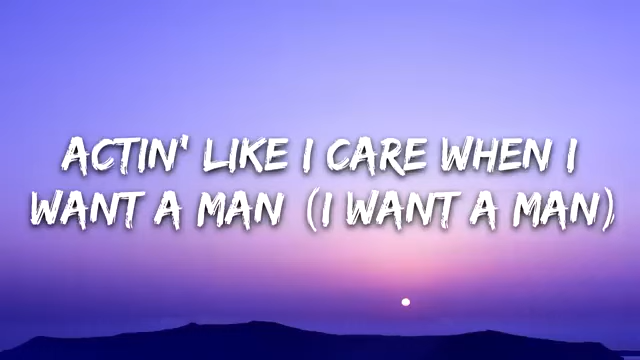 ACTIN' LIKE I CARE WHEN I
WANT A MAN (I WANT A MAN)